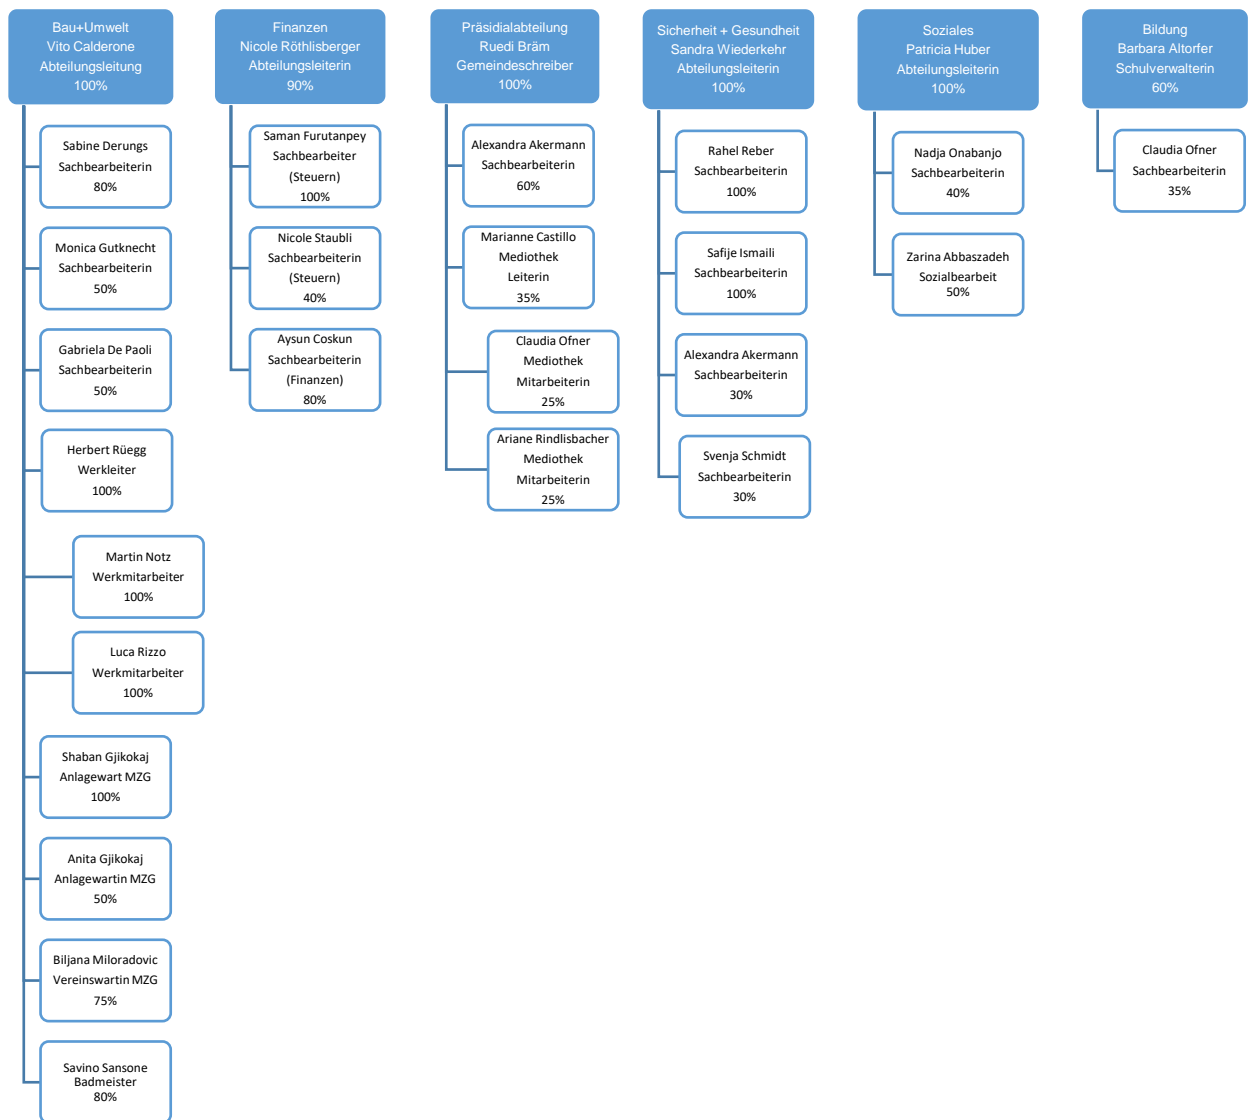 Bau+Umwelt
Vito Calderone
Abteilungsleitung
100%
Sabine Derungs
Sachbearbeiterin
80%
Monica Gutknecht
Sachbearbeiterin
50%
Gabriela De Paoli
Sachbearbeiterin
50%
Herbert Rüegg
Werkleiter
100%
Martin Notz
Werkmitarbeiter
100%
Luca Rizzo
Werkmitarbeiter
100%
Shaban Gjikokaj
Anlagewart MZG
100%
Anita Gjikokaj
Anlagewartin MZG
50%
Biljana Miloradovic
Vereinswartin MZG
75%
Savino Sansone
Badmeister
80%
Finanzen
Nicole Röthlisberger
Abteilungsleiterin
90%
Saman Furutanpey
Sachbearbeiter
(Steuern)
100%
Nicole Staubli
Sachbearbeiterin
(Steuern)
40%
Aysun Coskun
Sachbearbeiterin
(Finanzen)
80%
Präsidialabteilung
Ruedi Bräm
Gemeindeschreiber
100%
Alexandra Akermann
Sachbearbeiterin
60%
Marianne Castillo
Mediothek
Leiterin
35%
Claudia Ofner
Mediothek
Mitarbeiterin
25%
Ariane Rindlisbacher
Mediothek
Mitarbeiterin
25%
Sicherheit + Gesundheit
Sandra Wiederkehr
Abteilungsleiterin
100%
Rahel Reber
Sachbearbeiterin
100%
Safije Ismaili
Sachbearbeiterin
100%
Alexandra Akermann
Sachbearbeiterin
30%
Svenja Schmidt
Sachbearbeiterin
30%
Soziales
Patricia Huber
Abteilungsleiterin
100%
Nadja Onabanjo
Sachbearbeiterin
40%
Zarina Abbaszadeh
Sozialbearbeit
50%
Bildung
Barbara Altorfer
Schulverwalterin
60%
Claudia Ofner
Sachbearbeiterin
35%